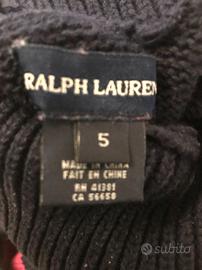 RALPH LAUREN
5
MADE IN CHINA
FAIT EN CHINE
RN 41381
CA 56658
subito